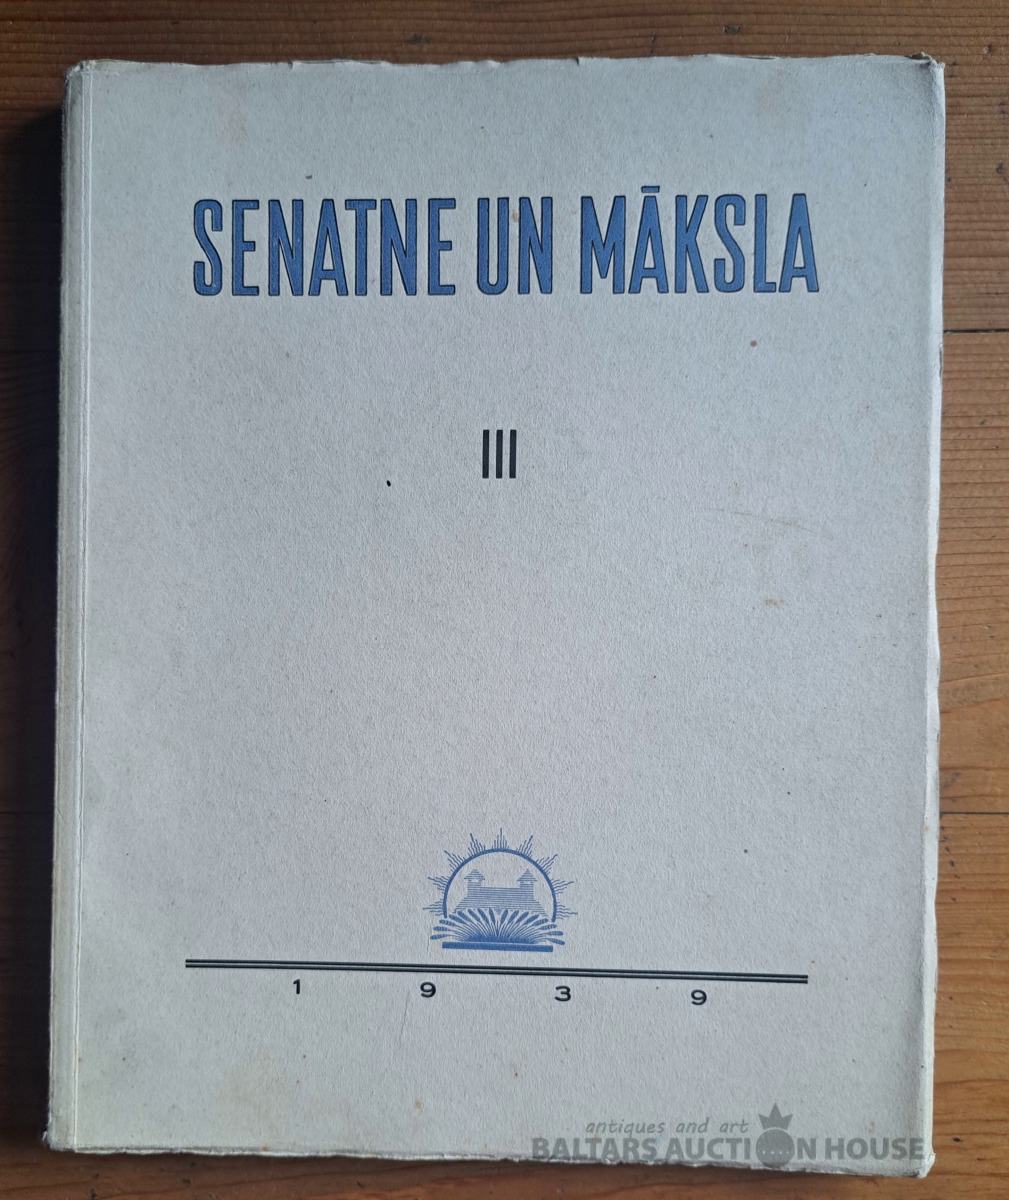 SENATNE UN MĀKSLA
III
1 9 3 9
antiques and art
BALTARS AUCTION HOUSE